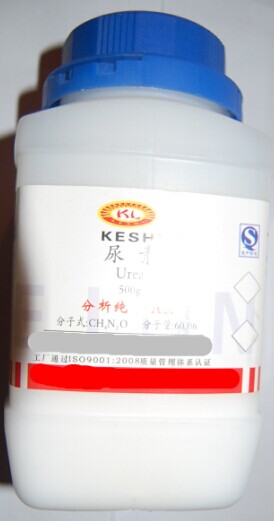 KL
KESH
尿素
Urea
500g
分析纯
分子式:CH₄N₂O 分子量:60.06
工厂通过ISO9001:2008质量管理体系认证